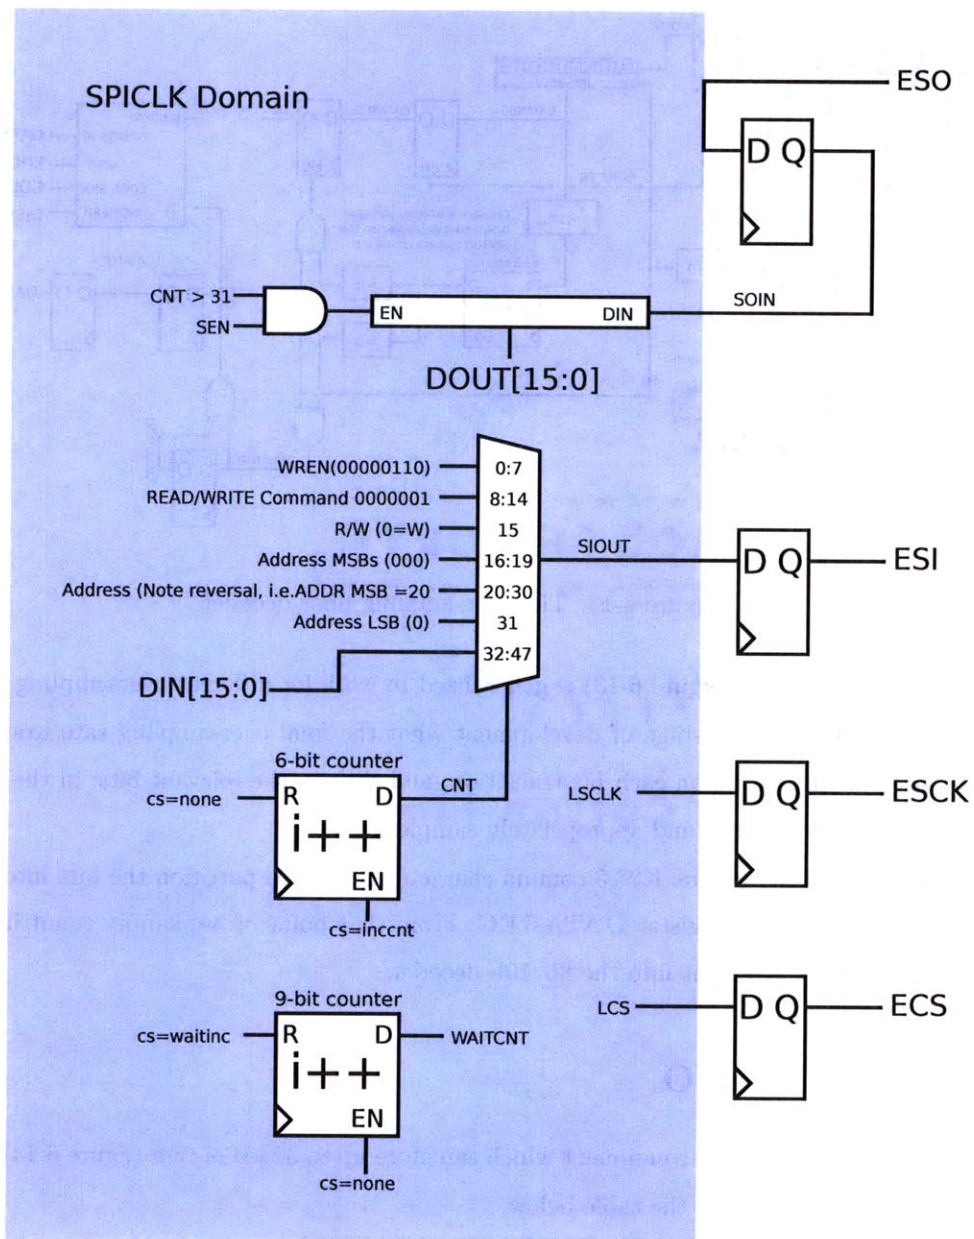 SPICLK Domain
ESO
D Q
CNT > 31
SEN
EN
DIN
SOIN
DOUT[15:0]
WREN(00000110)
0:7
READ/WRITE Command 0000001
8:14
R/W (0=W)
15
Address MSBs (000)
16:19
Address (Note reversal, i.e.ADDR MSB =20
20:30
Address LSB (0)
31
32:47
SIOUT
D Q
ESI
DIN[15:0]
6-bit counter
cs=none
R
D
CNT
i++
EN
cs=inccnt
LSCLK
D Q
ESCK
9-bit counter
cs=waitinc
R
D
WAITCNT
i++
EN
cs=none
LCS
D Q
ECS